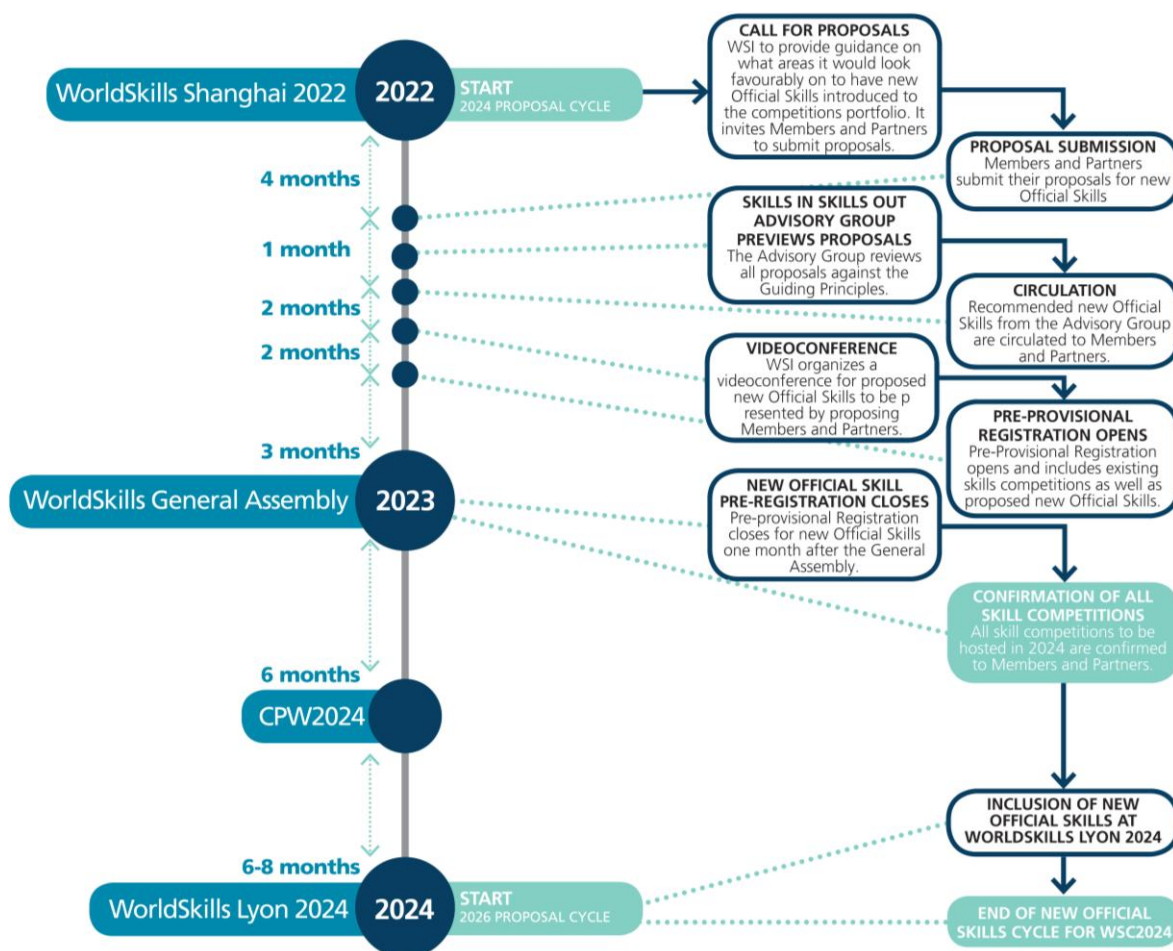 WorldSkills Shanghai 2022
2022
START
2024 PROPOSAL CYCLE
CALL FOR PROPOSALS
WSI to provide guidance on
what areas it would look
favourably on to have new
Official Skills introduced to
the competitions portfolio. It
invites Members and Partners
to submit proposals.
4 months
PROPOSAL SUBMISSION
Members and Partners
submit their proposals for new
Official Skills
1 month
SKILLS IN SKILLS OUT
ADVISORY GROUP
PREVIEWS PROPOSALS
The Advisory Group reviews
all proposals against the
Guiding Principles.
2 months
CIRCULATION
Recommended new Official
Skills from the Advisory Group
are circulated to Members
and Partners.
2 months
VIDEOCONFERENCE
WSI organizes a
videoconference for proposed
new Official Skills to be p
resented by proposing
Members and Partners.
3 months
PRE-PROVISIONAL
REGISTRATION OPENS
Pre-Provisional Registration
opens and includes existing
skills competitions as well as
proposed new Official Skills.
WorldSkills General Assembly
2023
NEW OFFICIAL SKILL
PRE-REGISTRATION CLOSES
Pre-provisional Registration
closes for new Official Skills
one month after the General
Assembly.
CONFIRMATION OF ALL
SKILL COMPETITIONS
All skill competitions to be
hosted in 2024 are confirmed
to Members and Partners.
6 months
CPW2024
INCLUSION OF NEW
OFFICIAL SKILLS AT
WORLDSKILLS LYON 2024
6-8 months
WorldSkills Lyon 2024
2024
START
2026 PROPOSAL CYCLE
END OF NEW OFFICIAL
SKILLS CYCLE FOR WSC2024